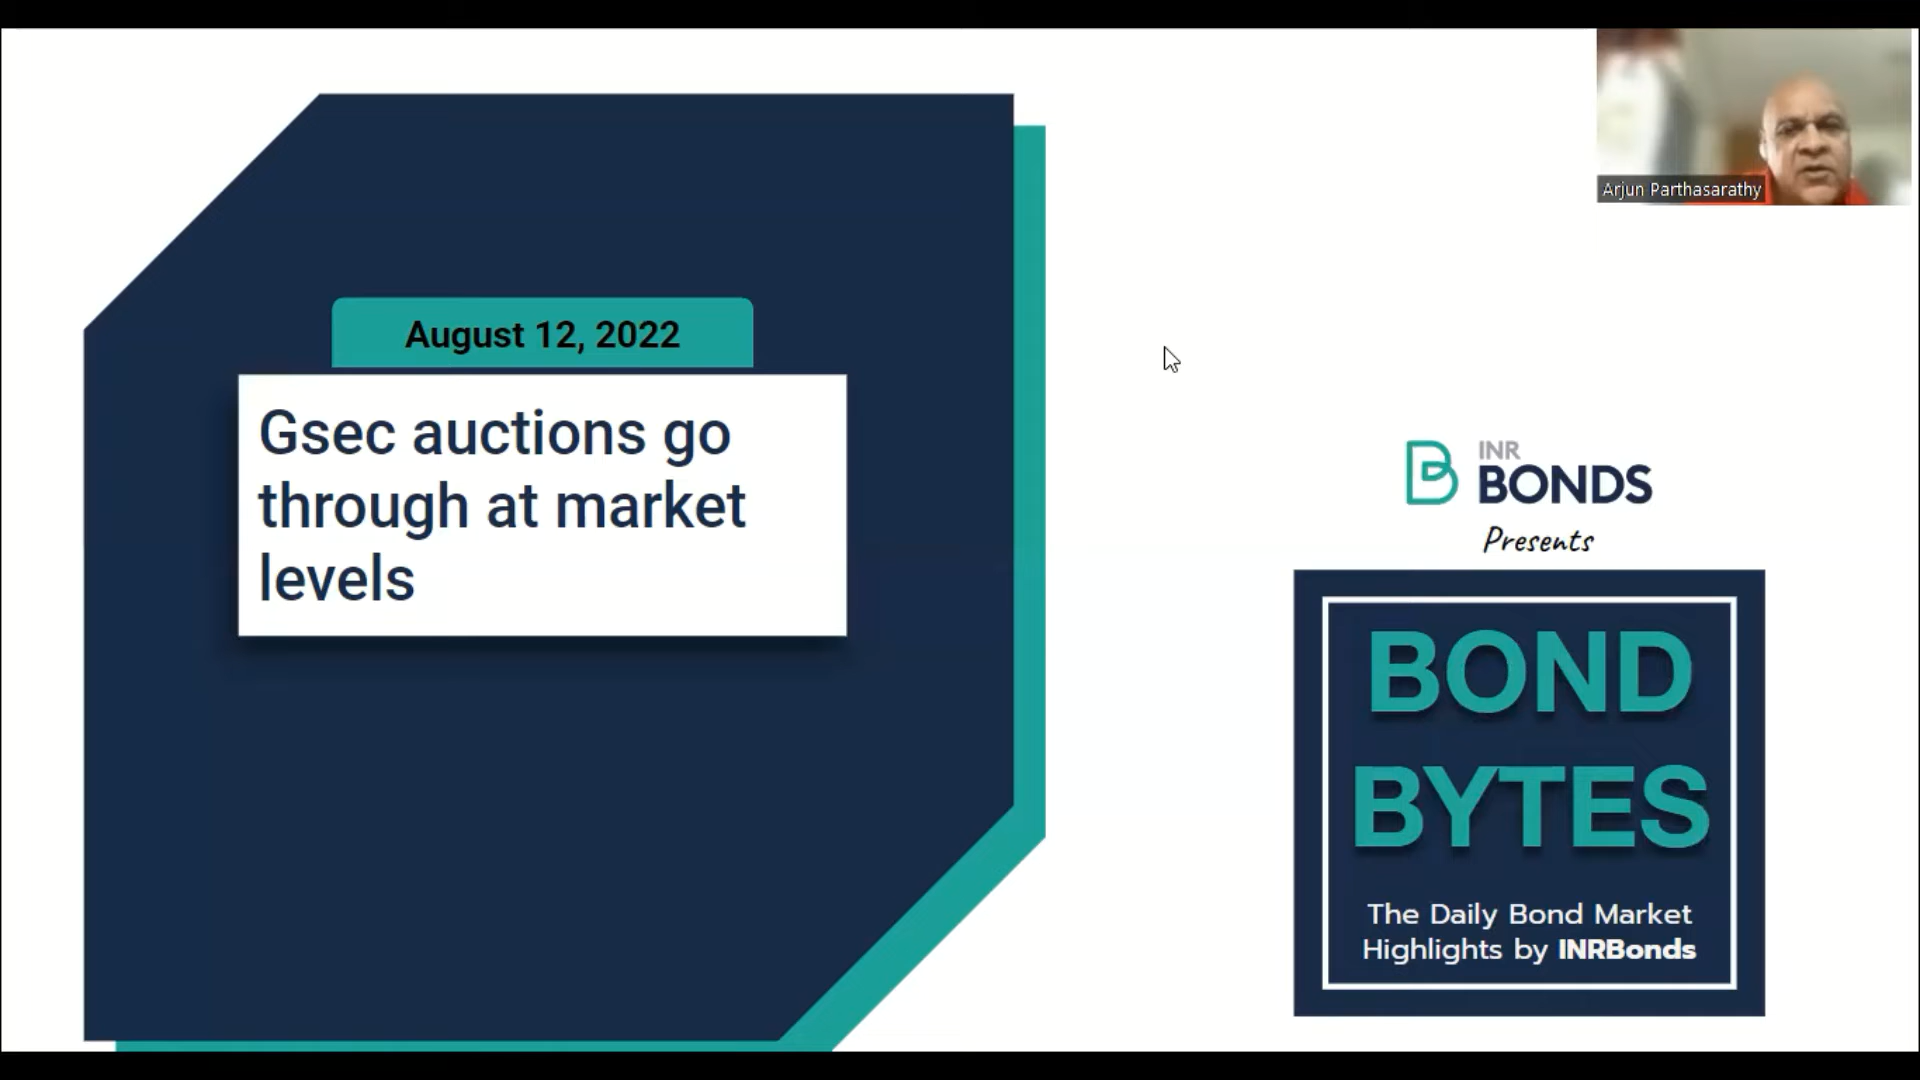 Arjun Parthasarathy
August 12, 2022
Gsec auctions go
through at market
levels
INR
BONDS
Presents
BOND
BYTES
The Daily Bond Market
Highlights by INRBonds